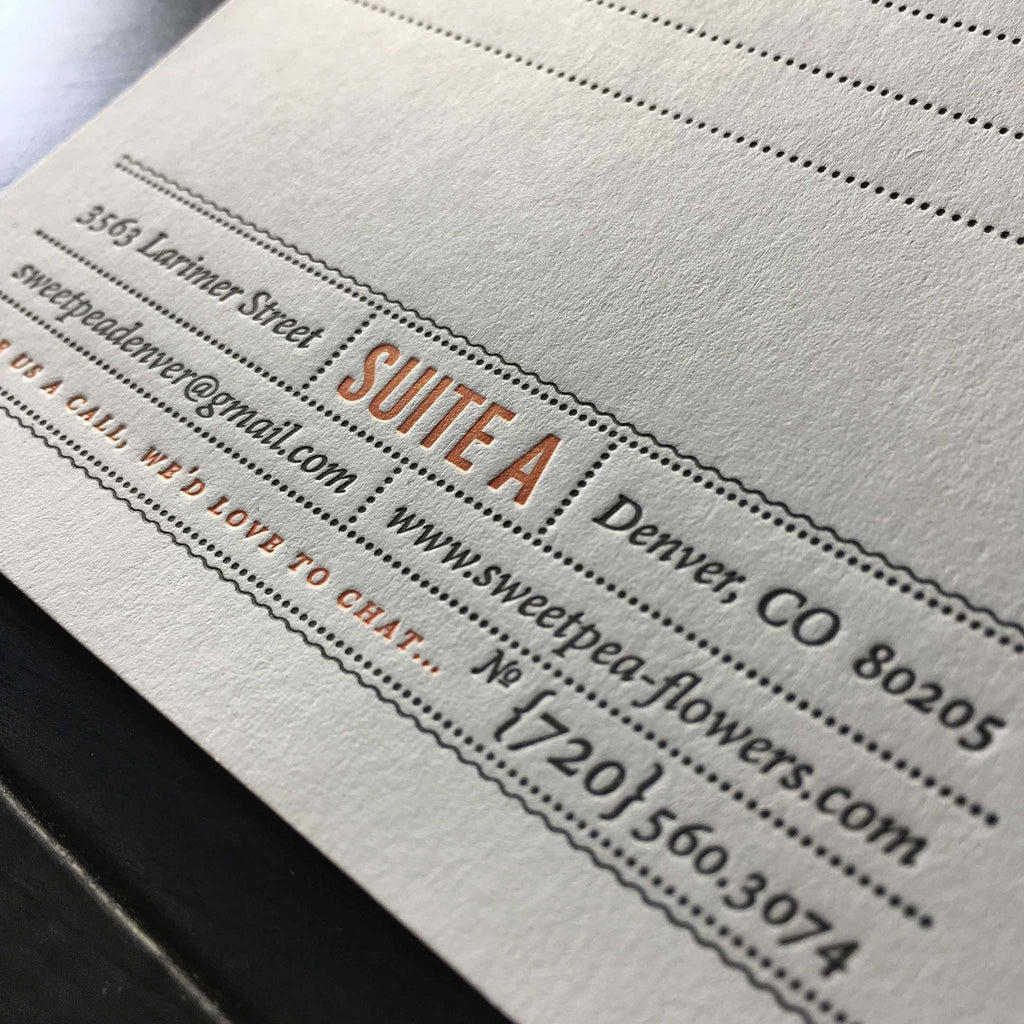 3563 Larimer Street SUITE A Denver, CO 80205
sweetpeadenver@gmail.com www.sweetpea-flowers.com
US A CALL, WE'D LOVE TO CHAT... № {720} 560.3074